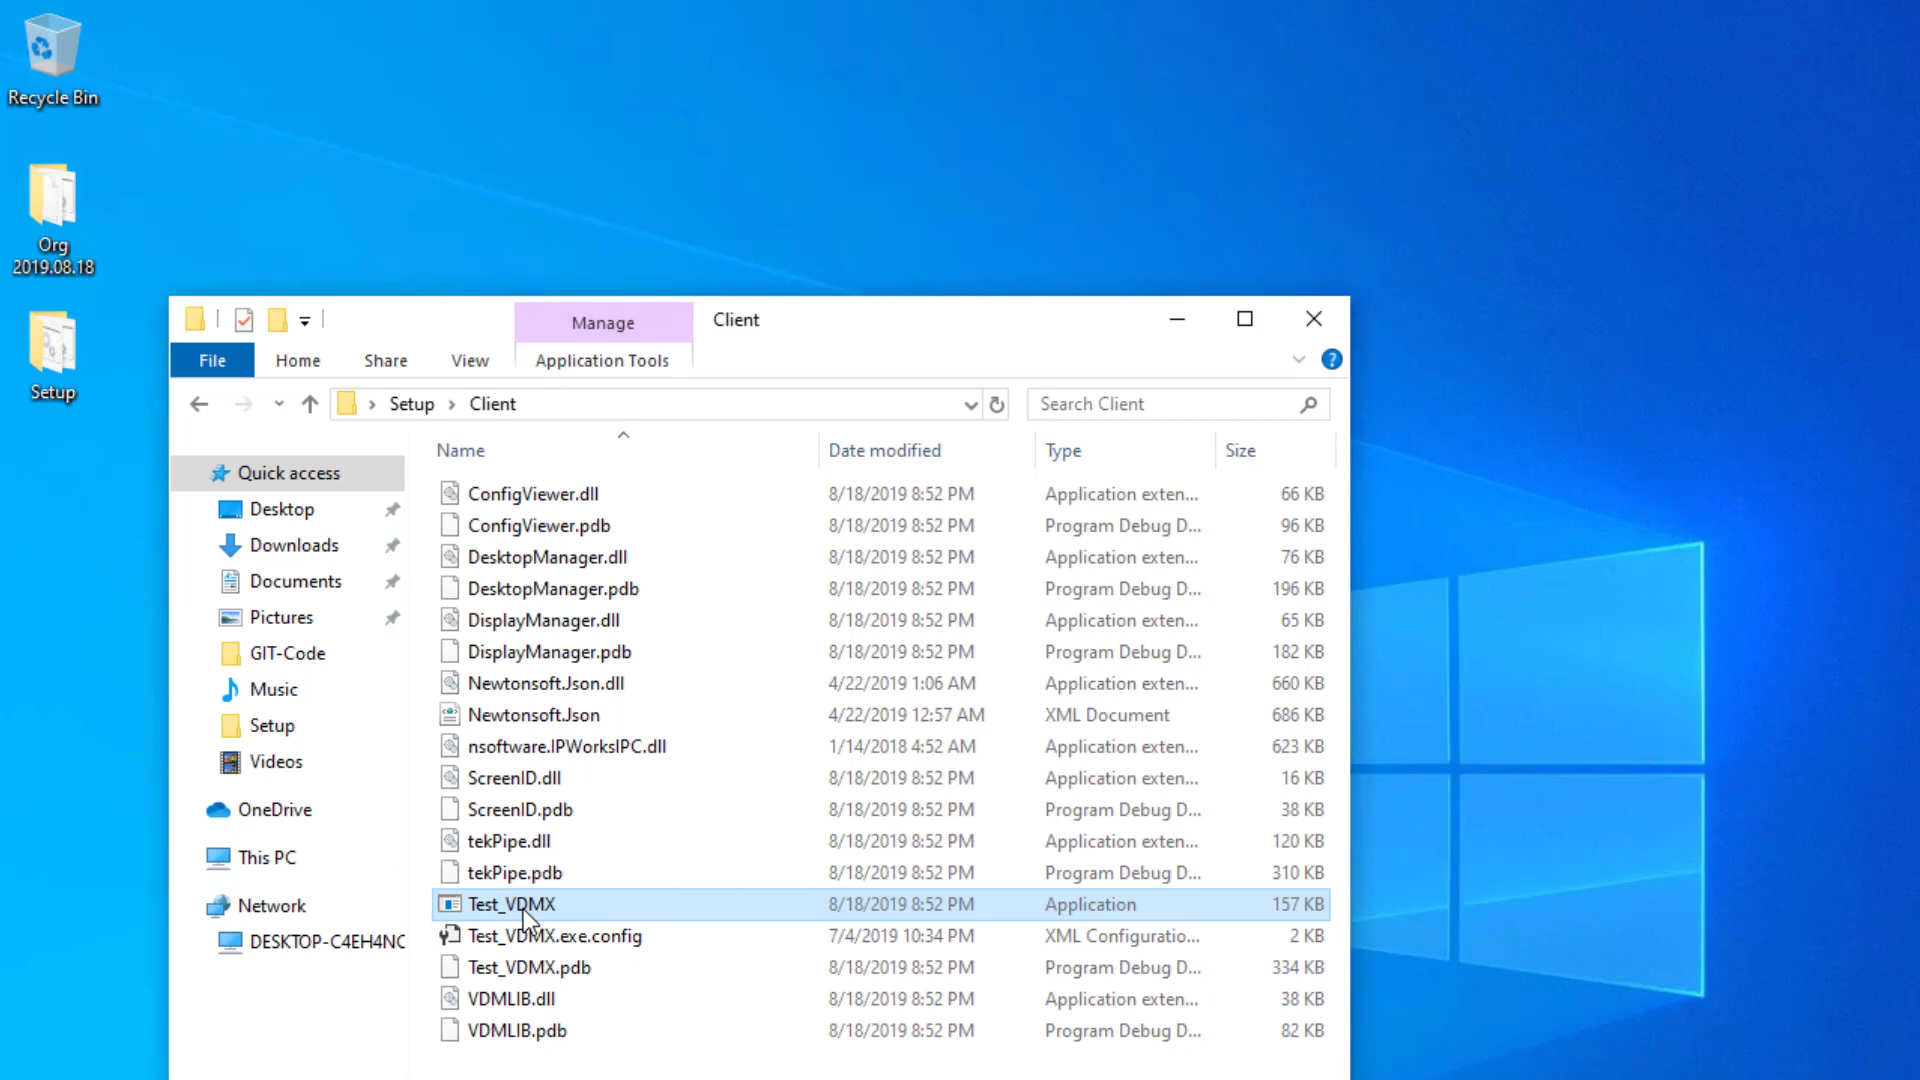 Recycle Bin
Org
2019.08.18
Setup
Manage
Client
File
Home
Share
View
Application Tools
Setup
Client
Search Client
Name
Date modified
Type
Size
Quick access
Desktop
Downloads
Documents
Pictures
GIT-Code
Music
Setup
Videos
OneDrive
This PC
Network
DESKTOP-C4EH4NC
ConfigViewer.dll 8/18/2019 8:52 PM Application exten... 66 KB
ConfigViewer.pdb 8/18/2019 8:52 PM Program Debug D... 96 KB
DesktopManager.dll 8/18/2019 8:52 PM Application exten... 76 KB
DesktopManager.pdb 8/18/2019 8:52 PM Program Debug D... 196 KB
DisplayManager.dll 8/18/2019 8:52 PM Application exten... 65 KB
DisplayManager.pdb 8/18/2019 8:52 PM Program Debug D... 182 KB
Newtonsoft.Json.dll 4/22/2019 1:06 AM Application exten... 660 KB
Newtonsoft.Json 4/22/2019 12:57 AM XML Document 686 KB
nsoftware.IPWorksIPC.dll 1/14/2018 4:52 AM Application exten... 623 KB
ScreenID.dll 8/18/2019 8:52 PM Application exten... 16 KB
ScreenID.pdb 8/18/2019 8:52 PM Program Debug D... 38 KB
tekPipe.dll 8/18/2019 8:52 PM Application exten... 120 KB
tekPipe.pdb 8/18/2019 8:52 PM Program Debug D... 310 KB
Test_VDMX 8/18/2019 8:52 PM Application 157 KB
Test_VDMX.exe.config 7/4/2019 10:34 PM XML Configuratio... 2 KB
Test_VDMX.pdb 8/18/2019 8:52 PM Program Debug D... 334 KB
VDMLIB.dll 8/18/2019 8:52 PM Application exten... 38 KB
VDMLIB.pdb 8/18/2019 8:52 PM Program Debug D... 82 KB